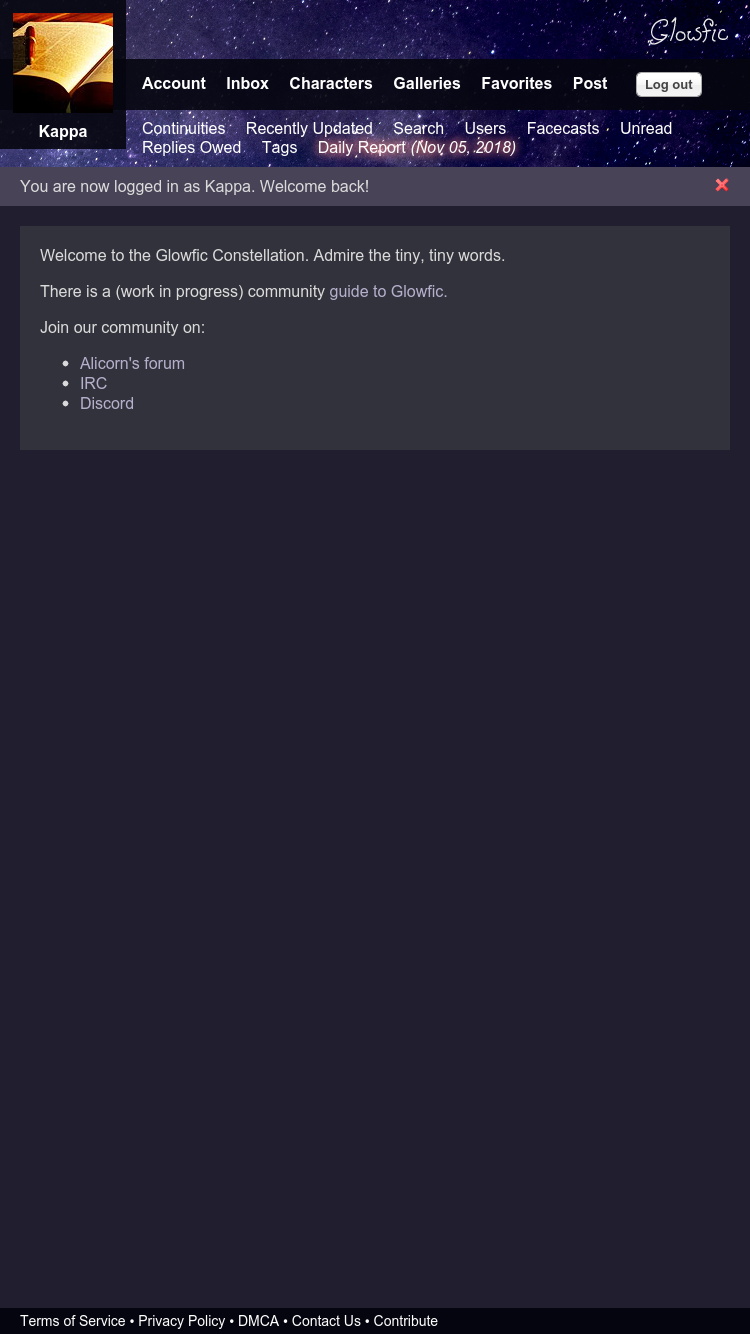 Glowfic
Account Inbox Characters Galleries Favorites Post Log out
Kappa
Continuities Recently Updated Search Users Facecasts Unread
Replies Owed Tags Daily Report (Nov 05, 2018)
You are now logged in as Kappa. Welcome back!
Welcome to the Glowfic Constellation. Admire the tiny, tiny words.
There is a (work in progress) community guide to Glowfic.
Join our community on:
• Alicorn's forum
• IRC
• Discord
Terms of Service • Privacy Policy • DMCA • Contact Us • Contribute